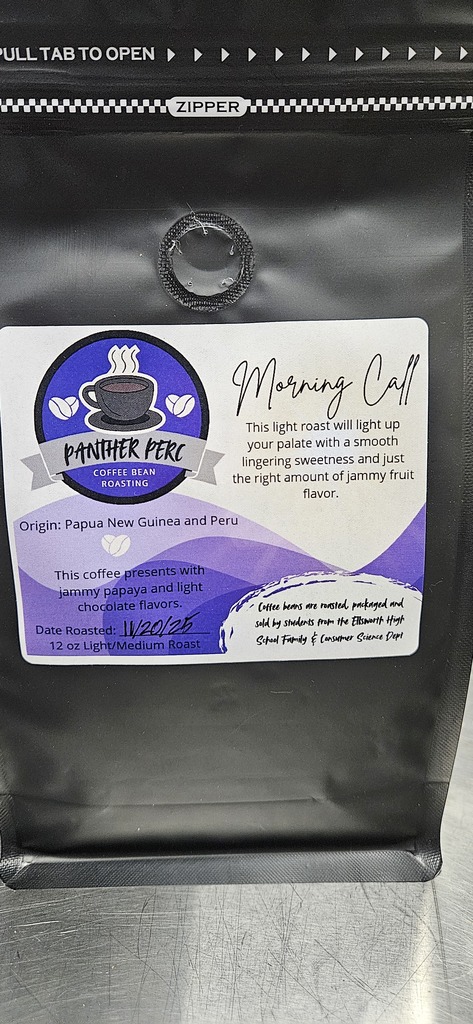 PULL TAB TO OPEN
ZIPPER
PANTHER PERC
COFFEE BEAN
ROASTING
Morning Call
This light roast will light up
your palate with a smooth
lingering sweetness and just
the right amount of jammy fruit
flavor.
Origin: Papua New Guinea and Peru
This coffee presents with
jammy papaya and light
chocolate flavors.
Date Roasted: 11/20/25
12 oz Light/Medium Roast
Coffee beans are roasted, packaged and
sold by students from the Ellsworth High
School Family & Consumer Science Dept